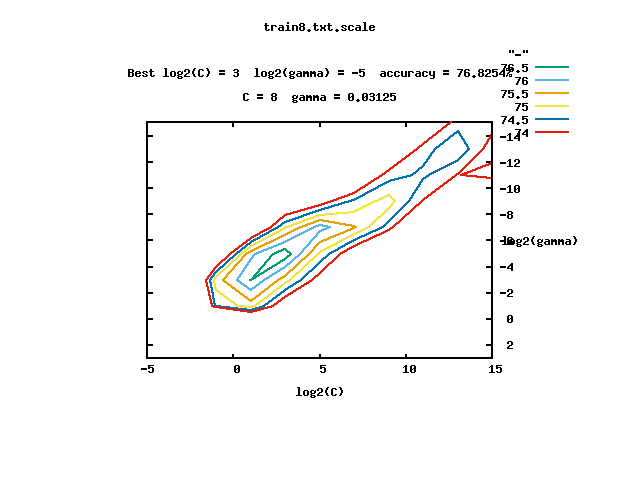 train8.txt.scale
"-"
76.5
Best log2(C) = 3  log2(gamma) = -5  accuracy = 76.8254%
76
75.5
C = 8  gamma = 0.03125
75
74.5
74
-14
-12
-10
-8
-6
log2(gamma)
-4
-2
0
2
-5 0 5 10 15
log2(C)